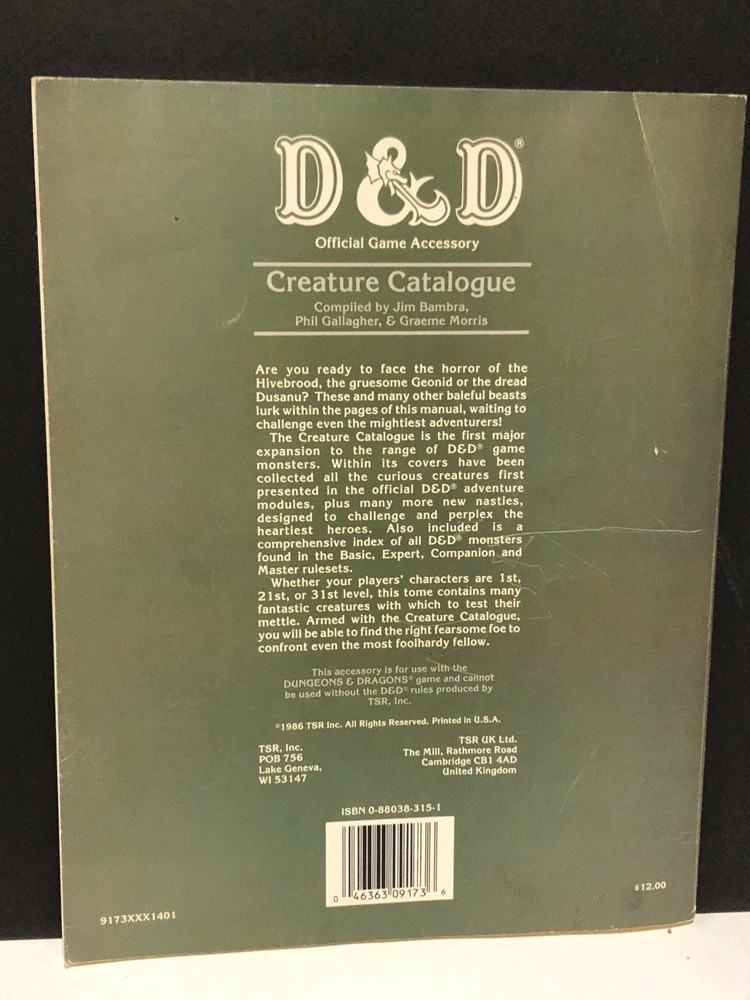 D&D®
Official Game Accessory
Creature Catalogue
Compiled by Jim Bambra,
Phil Gallagher, & Graeme Morris
Are you ready to face the horror of the
Hivebrood, the gruesome Geonid or the dread
Dusanu? These and many other baleful beasts
lurk within the pages of this manual, waiting to
challenge even the mightiest adventurers!
The Creature Catalogue is the first major
expansion to the range of D&D® game
monsters. Within its covers have been
collected all the curious creatures first
presented in the official D&D® adventure
modules, plus many more new nasties,
designed to challenge and perplex the
heartiest heroes. Also included is a
comprehensive index of all D&D® monsters
found in the Basic, Expert, Companion and
Master rulesets.
Whether your players' characters are 1st,
21st, or 31st level, this tome contains many
fantastic creatures with which to test their
mettle. Armed with the Creature Catalogue,
you will be able to find the right fearsome foe to
confront even the most foolhardy fellow.
This accessory is for use with the
DUNGEONS & DRAGONS® game and cannot
be used without the D&D® rules produced by
TSR, Inc.
©1986 TSR Inc. All Rights Reserved. Printed in U.S.A.
TSR, Inc.
POB 756
Lake Geneva,
WI 53147
TSR UK Ltd.
The Mill, Rathmore Road
Cambridge CB1 4AD
United Kingdom
ISBN 0-88038-315-1
0 46363 09173 6
9173XXX1401
$12.00